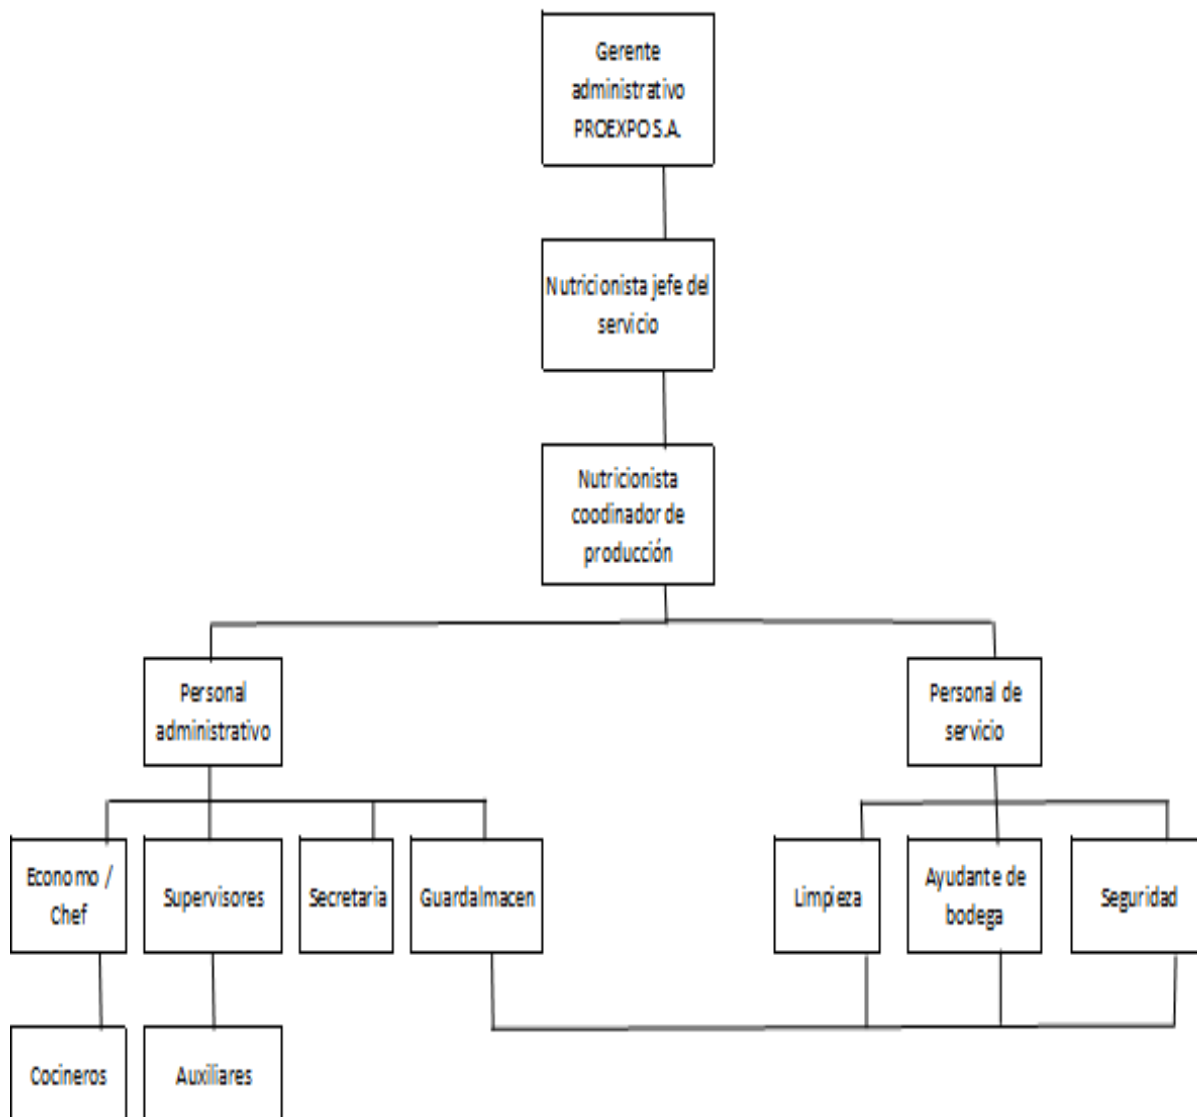 Gerente
administrativo
PROEXPO S.A.
Nutricionista jefe del
servicio
Nutricionista
coodinador de
producción
Personal
administrativo
Personal de
servicio
Economo /
Chef
Supervisores
Secretaria
Guardalmacen
Limpieza
Ayudante de
bodega
Seguridad
Cocineros
Auxiliares